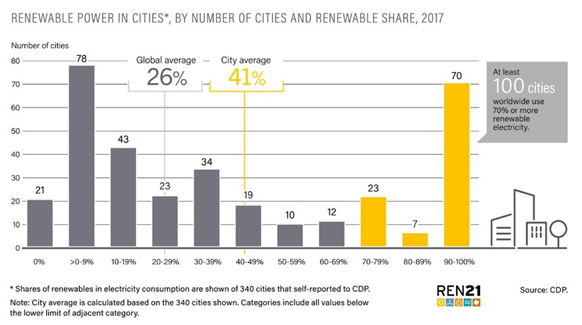 RENEWABLE POWER IN CITIES*, BY NUMBER OF CITIES AND RENEWABLE SHARE, 2017
Number of cities
80
70
60
50
40
30
20
10
0
21
78
43
23
34
19
10
12
23
7
70
Global average
26%
City average
41%
At least
100 cities
worldwide use
70% or more
renewable
electricity.
0%
>0-9%
10-19%
20-29%
30-39%
40-49%
50-59%
60-69%
70-79%
80-89%
90-100%
* Shares of renewables in electricity consumption are shown of 340 cities that self-reported to CDP.
Note: City average is calculated based on the 340 cities shown. Categories include all values below
the lower limit of adjacent category.
REN21
Source: CDP.